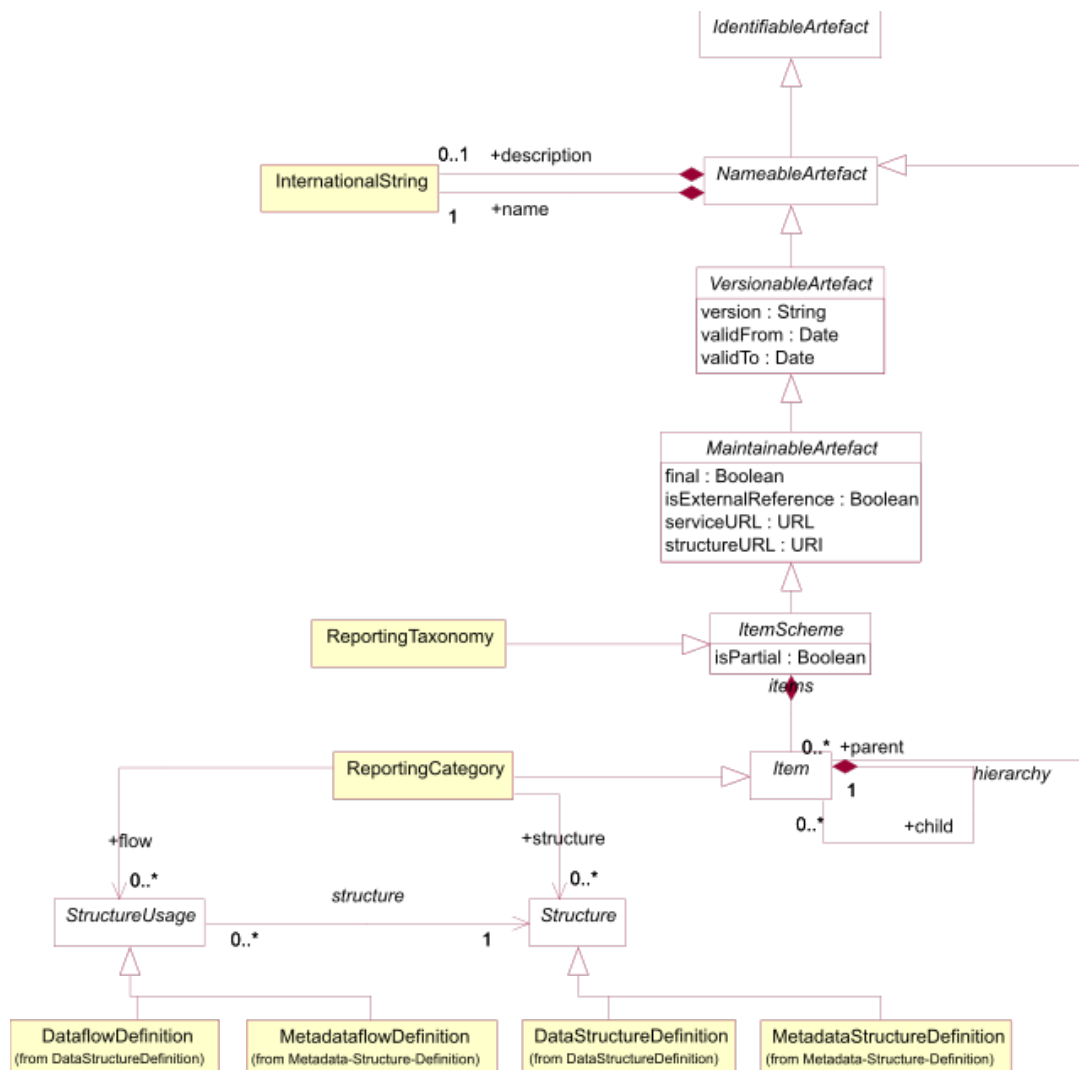 IdentifiableArtefact
0..1 +description
InternationalString
NameableArtefact
1 +name
VersionableArtefact
version : String
validFrom : Date
validTo : Date
MaintainableArtefact
final : Boolean
isExternalReference : Boolean
serviceURL : URL
structureURL : URI
ReportingTaxonomy
ItemScheme
isPartial : Boolean
items
0..* +parent
ReportingCategory
Item
hierarchy
1
0..* +child
+flow
+structure
0..*
0..*
structure
StructureUsage
Structure
0..* 1
DataflowDefinition
(from DataStructureDefinition)
MetadataflowDefinition
(from Metadata-Structure-Definition)
DataStructureDefinition
(from DataStructureDefinition)
MetadataStructureDefinition
(from Metadata-Structure-Definition)